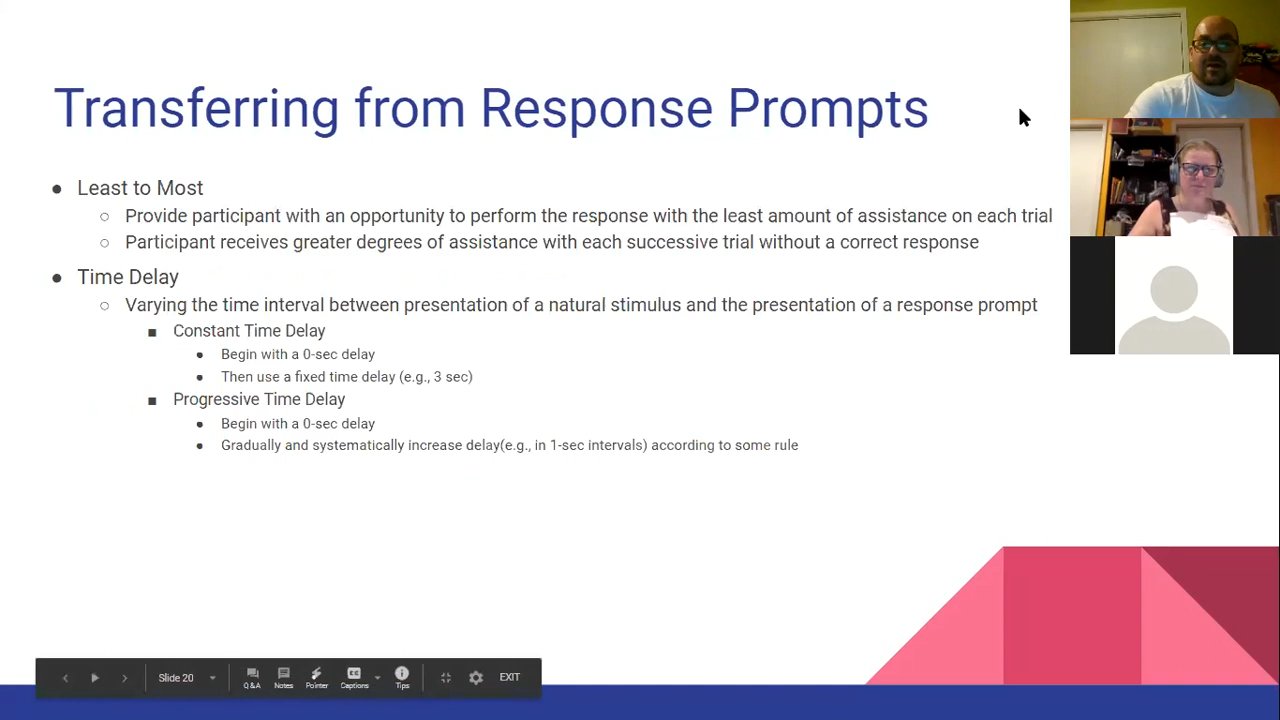 Transferring from Response Prompts
● Least to Most
○ Provide participant with an opportunity to perform the response with the least amount of assistance on each trial
○ Participant receives greater degrees of assistance with each successive trial without a correct response
● Time Delay
○ Varying the time interval between presentation of a natural stimulus and the presentation of a response prompt
■ Constant Time Delay
● Begin with a 0-sec delay
● Then use a fixed time delay (e.g., 3 sec)
■ Progressive Time Delay
● Begin with a 0-sec delay
● Gradually and systematically increase delay(e.g., in 1-sec intervals) according to some rule
Slide 20
CC
Q&A Notes Pointer Captions Tips
EXIT